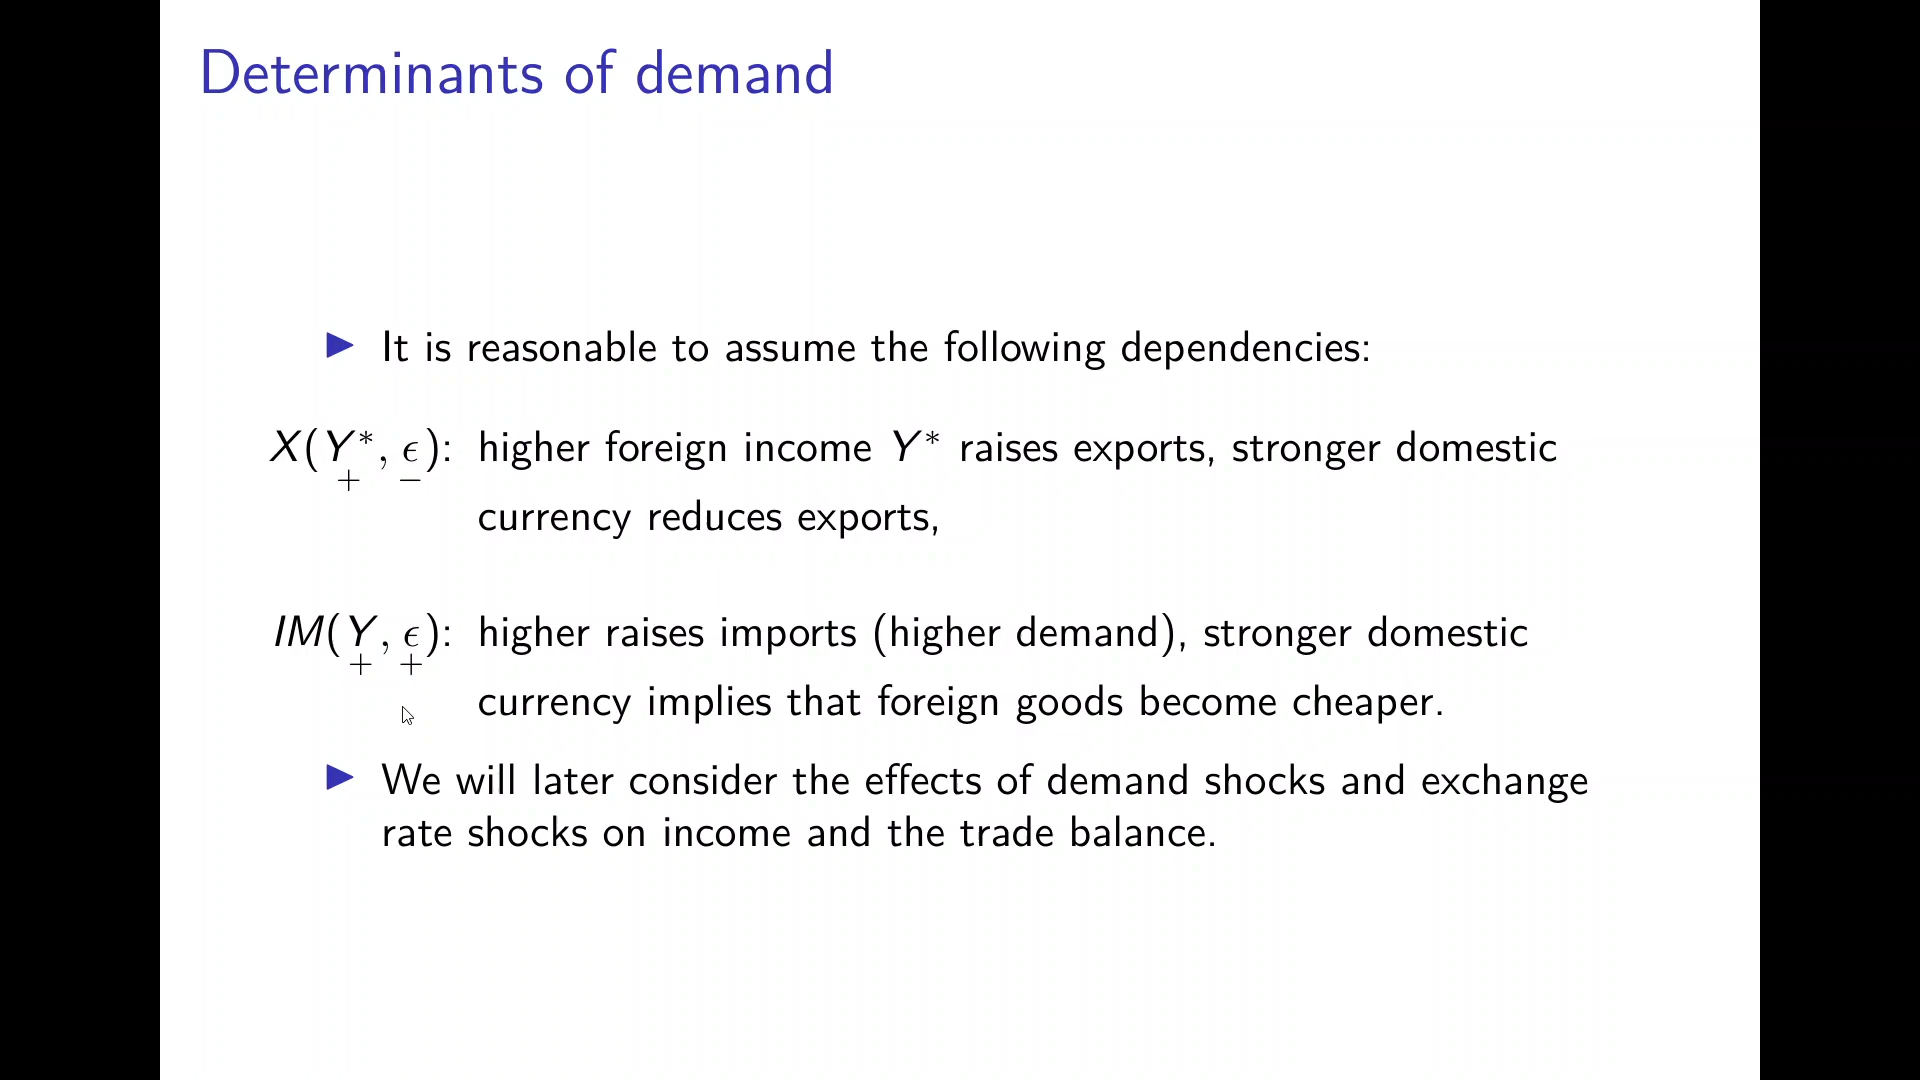 Determinants of demand
▶ It is reasonable to assume the following dependencies:
X(Y*, ϵ): higher foreign income Y* raises exports, stronger domestic
+ −
currency reduces exports,
IM(Y, ϵ): higher raises imports (higher demand), stronger domestic
+ +
currency implies that foreign goods become cheaper.
▶ We will later consider the effects of demand shocks and exchange
rate shocks on income and the trade balance.